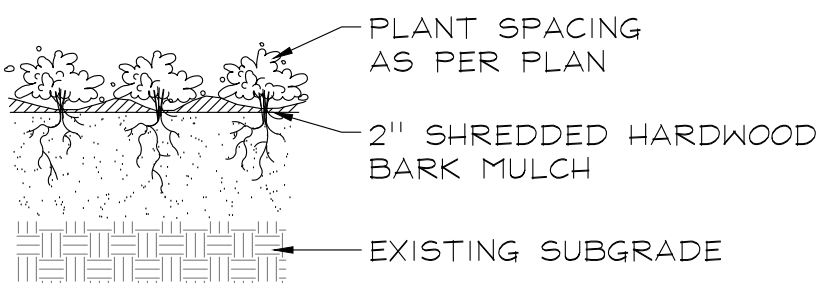 PLANT SPACING
AS PER PLAN
2" SHREDDED HARDWOOD
BARK MULCH
EXISTING SUBGRADE